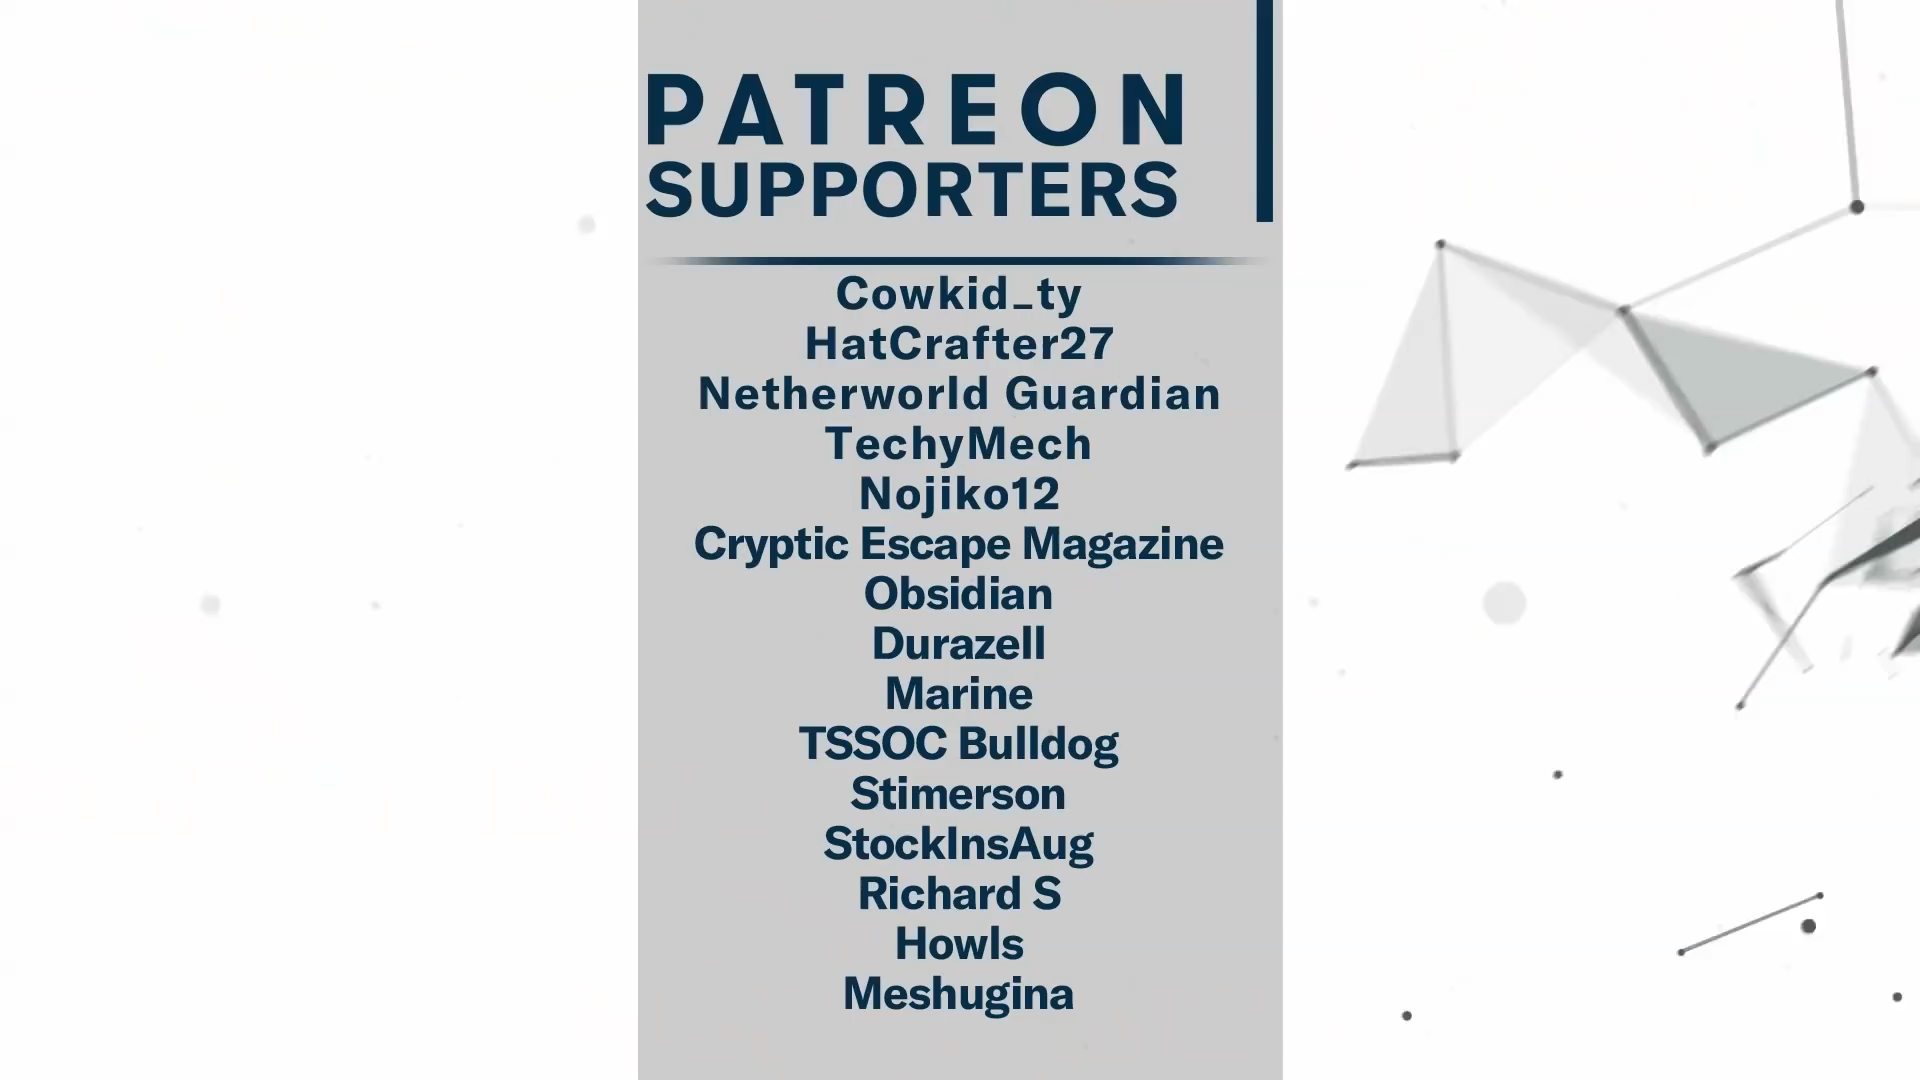 PATREON
SUPPORTERS
Cowkid_ty
HatCrafter27
Netherworld Guardian
TechyMech
Nojiko12
Cryptic Escape Magazine
Obsidian
Durazell
Marine
TSSOC Bulldog
Stimerson
StockInsAug
Richard S
Howls
Meshugina